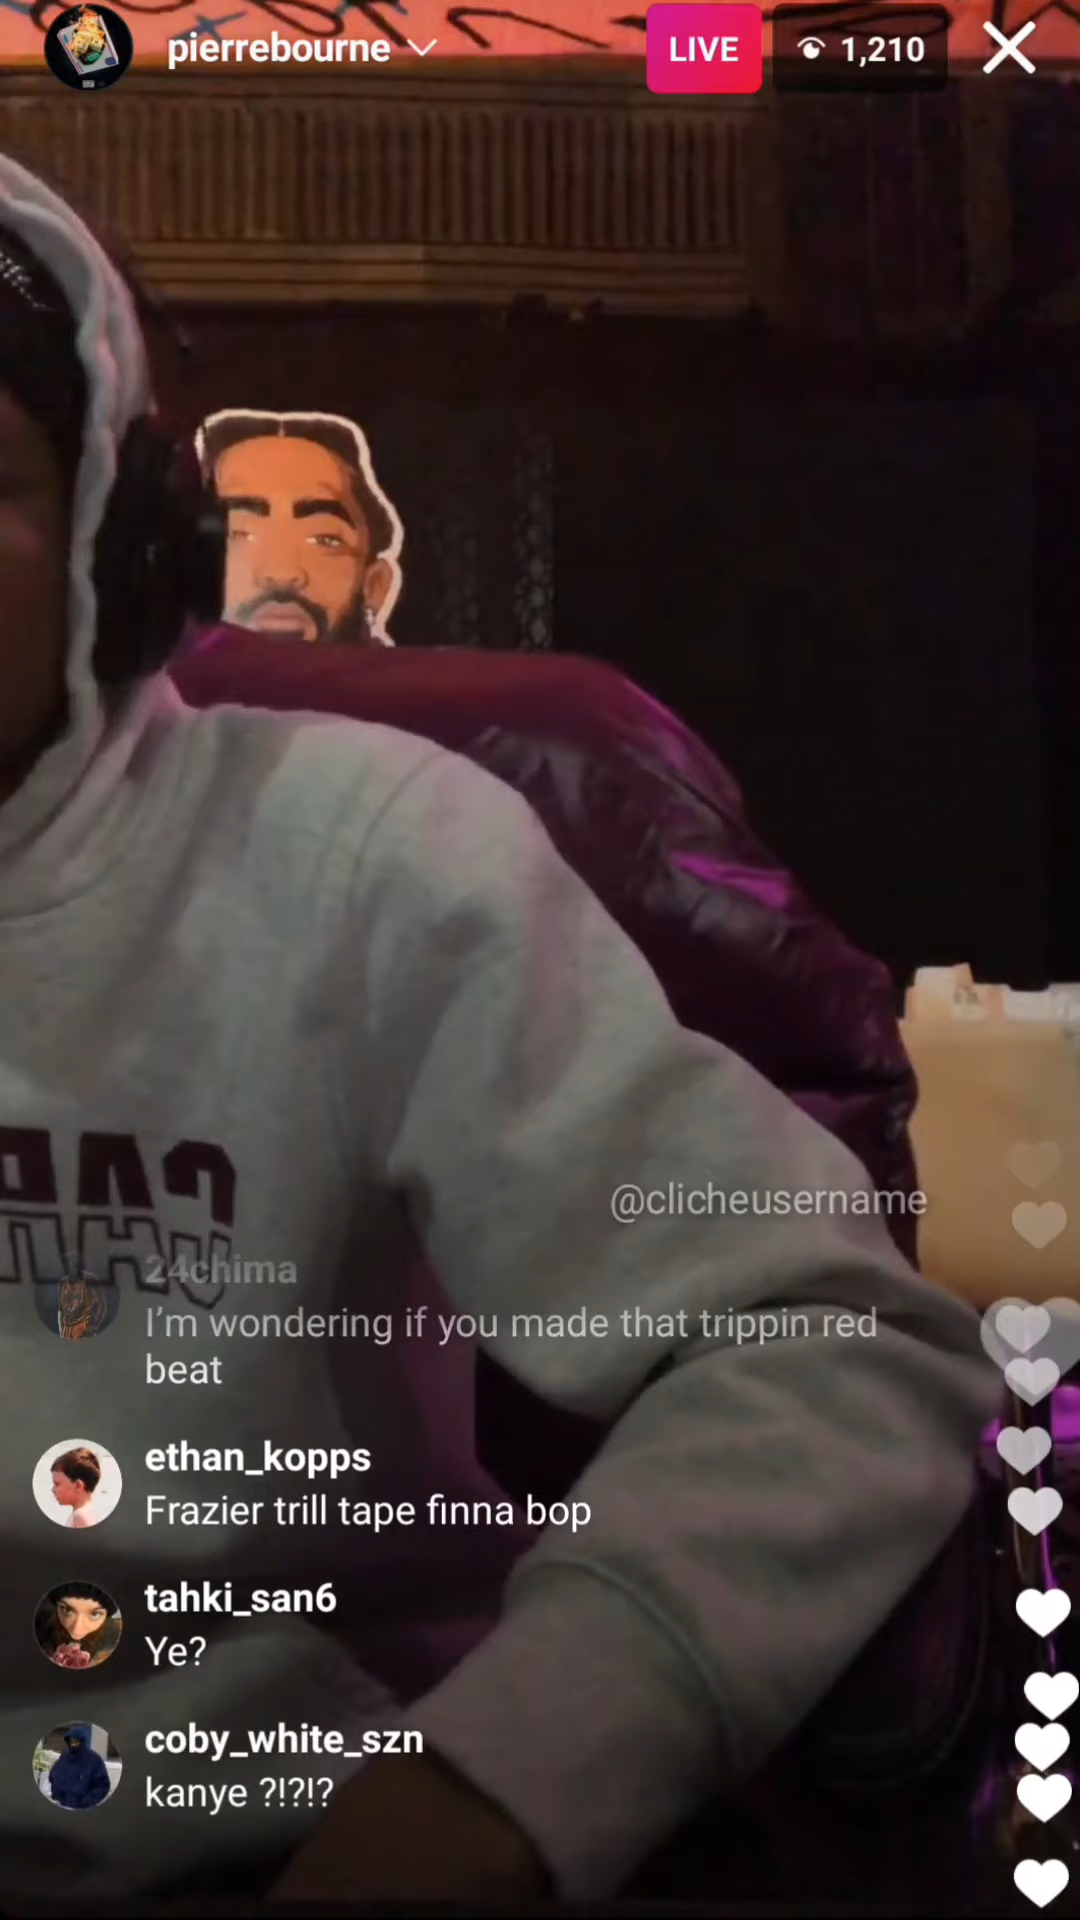 pierrebourne
LIVE
1,210
@clicheusername
24chima
I'm wondering if you made that trippin red
beat
ethan_kopps
Frazier trill tape finna bop
tahki_san6
Ye?
coby_white_szn
kanye ?!?!?